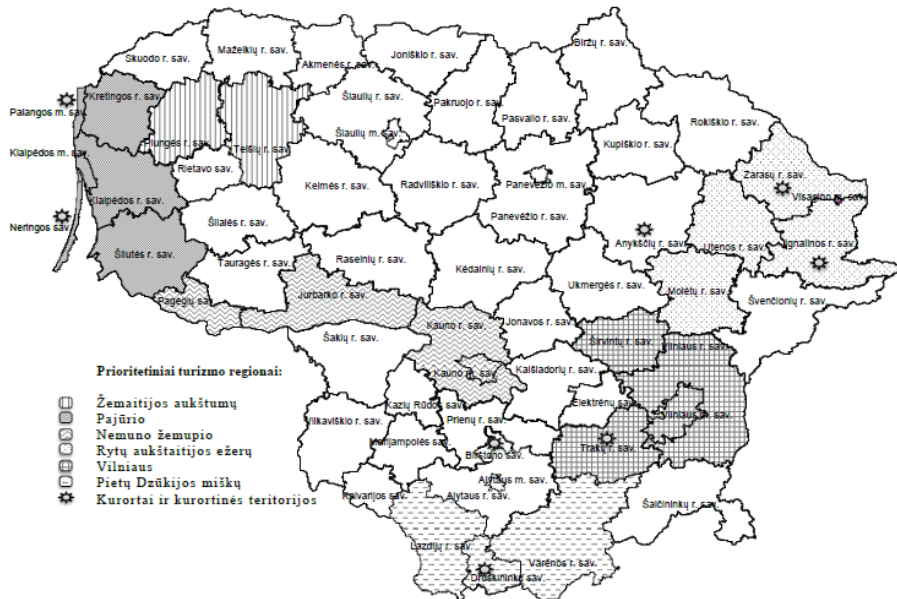 Skuodo r. sav.
Mažeikių r. sav.
Akmenės r. sav.
Joniškio r. sav.
Biržų r. sav.
Palangos m. sav.
Kretingos r. sav.
Plungės r. sav.
Telšių r. sav.
Šiaulių r. sav.
Šiaulių m. sav.
Pakruojo r. sav.
Pasvalio r. sav.
Rokiškio r. sav.
Kupiškio r. sav.
Klaipėdos m. sav.
Rietavo sav.
Kelmės r. sav.
Radviliškio r. sav.
Panevėžio m. sav.
Zarasų r. sav.
Visagino m. sav.
Klaipėdos r. sav.
Neringos sav.
Šilalės r. sav.
Panevėžio r. sav.
Anykščių r. sav.
Utenos r. sav.
Ignalinos r. sav.
Šilutės r. sav.
Tauragės r. sav.
Raseinių r. sav.
Kėdainių r. sav.
Ukmergės r. sav.
Molėtų r. sav.
Švenčionių r. sav.
Pagėgių sav.
Jurbarko r. sav.
Kauno r. sav.
Jonavos r. sav.
Širvintų r. sav.
Vilniaus r. sav.
Šakių r. sav.
Kauno m. sav.
Kaišiadorių r. sav.
Elektrėnų sav.
Vilniaus m. sav.
Vilkaviškio r. sav.
Kazlų Rūdos sav.
Prienų r. sav.
Marijampolės sav.
Birštono sav.
Trakų r. sav.
Alytaus m. sav.
Kalvarijos sav.
Alytaus r. sav.
Šalčininkų r. sav.
Lazdijų r. sav.
Varėnos r. sav.
Druskininkų sav.
Prioritetiniai turizmo regionai:
Žemaitijos aukštumų
Pajūrio
Nemuno žemupio
Rytų aukštaitijos ežerų
Vilniaus
Pietų Dzūkijos miškų
Kurortai ir kurortinės teritorijos